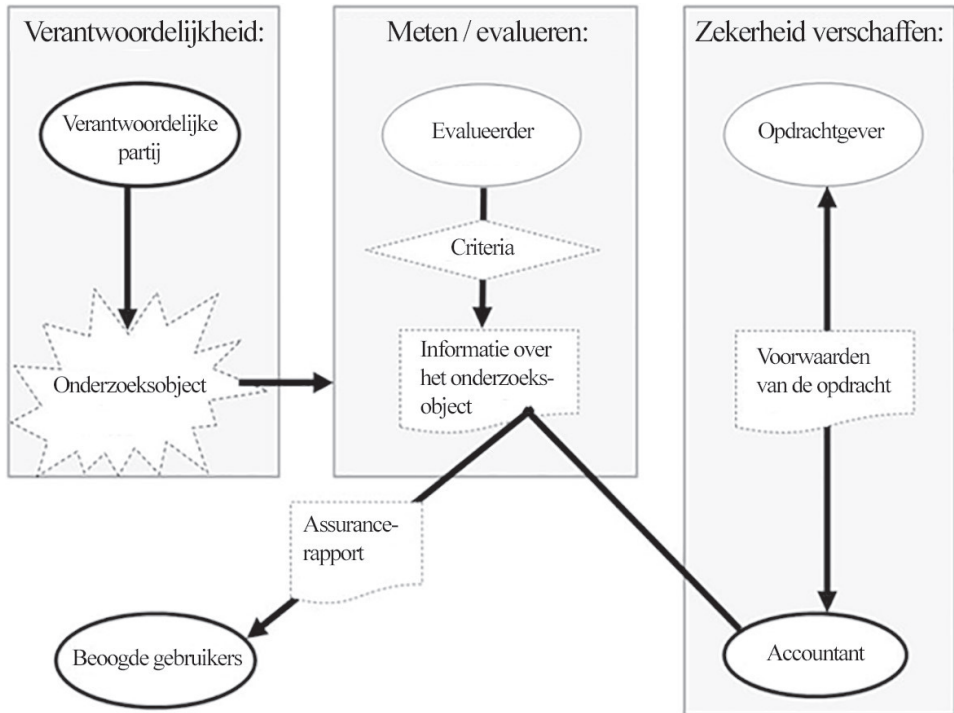 Verantwoordelijkheid:
Verantwoordelijke
partij
Onderzoeksobject
Meten / evalueren:
Evalueerder
Criteria
Informatie over
het onderzoeks-
object
Zekerheid verschaffen:
Opdrachtgever
Voorwaarden
van de opdracht
Accountant
Assurance-
rapport
Beoogde gebruikers